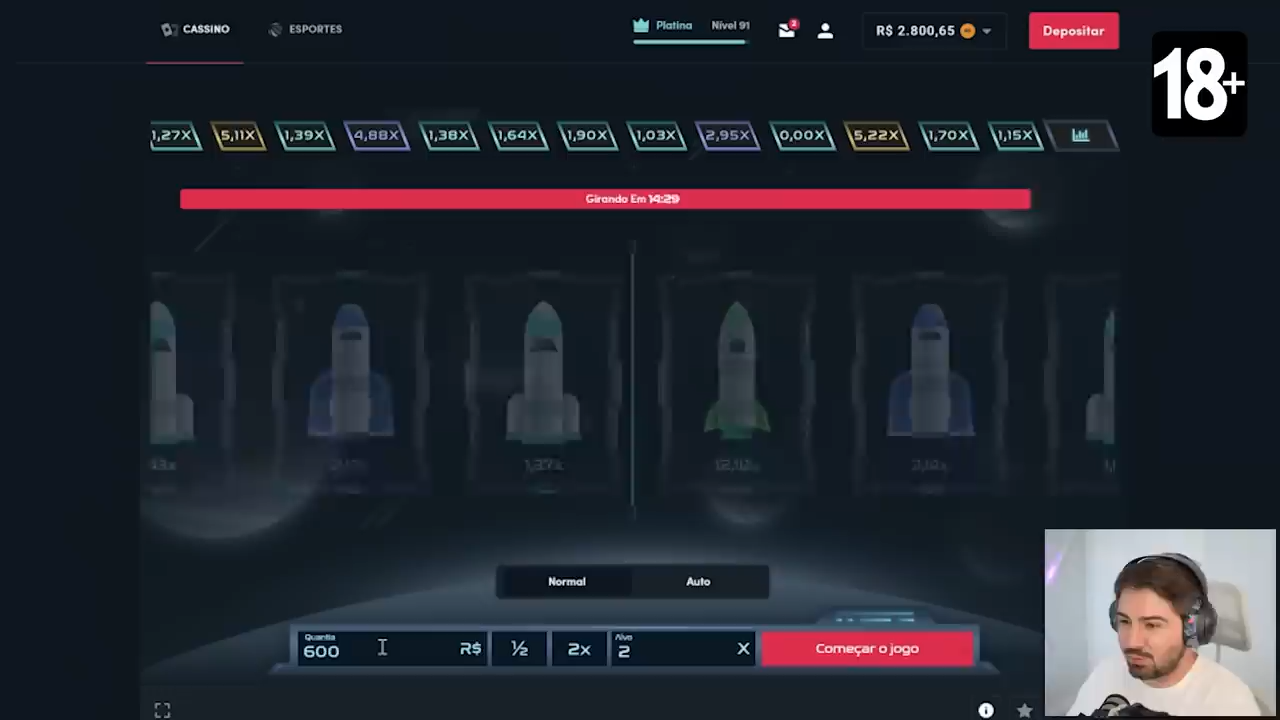 CASSINO ESPORTES Platina Nível 91 2 R$ 2.800,65 Depositar
18+
1,27X 5,11X 1,39X 4,88X 1,38X 1,64X 1,90X 1,03X 2,95X 0,00X 5,22X 1,70X 1,15X
Girando Em 14:29
Normal Auto
Quantia Alvo
600 R$ ½ 2x 2 X Começar o jogo